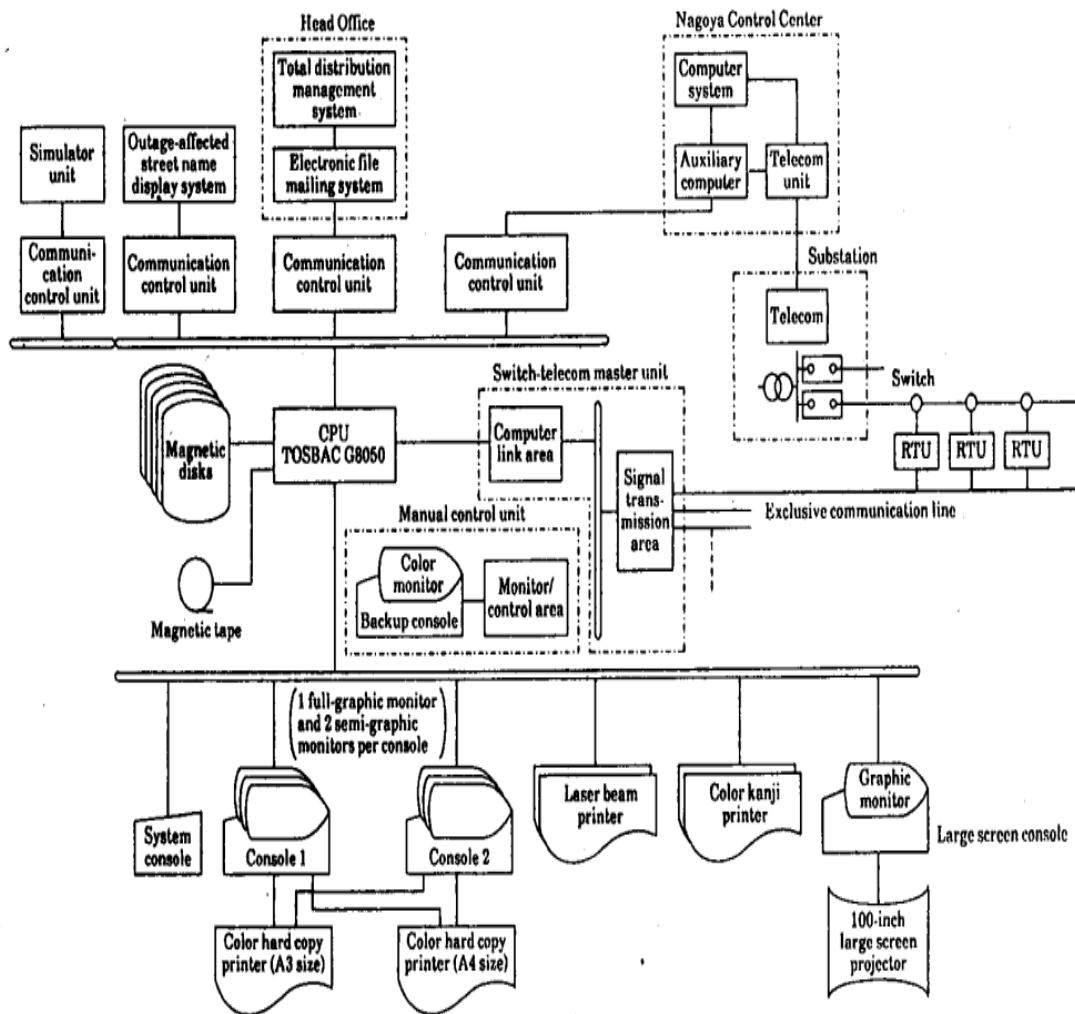 Head Office
Nagoya Control Center
Total distribution
management
system
Computer
system
Simulator
unit
Outage-affected
street name
display system
Electronic file
mailing system
Auxiliary
computer
Telecom
unit
Communi-
cation
control unit
Communication
control unit
Communication
control unit
Communication
control unit
Substation
Telecom
Switch-telecom master unit
Switch
Magnetic
disks
CPU
TOSBAC G8050
Computer
link area
RTU
RTU
RTU
Signal
trans-
mission
area
Exclusive communication line
Manual control unit
Color
monitor
Backup console
Monitor/
control area
Magnetic tape
(1 full-graphic monitor
and 2 semi-graphic
monitors per console)
System
console
Console 1
Console 2
Laser beam
printer
Color kanji
printer
Graphic
monitor
Large screen console
Color hard copy
printer (A3 size)
Color hard copy
printer (A4 size)
100-inch
large screen
projector